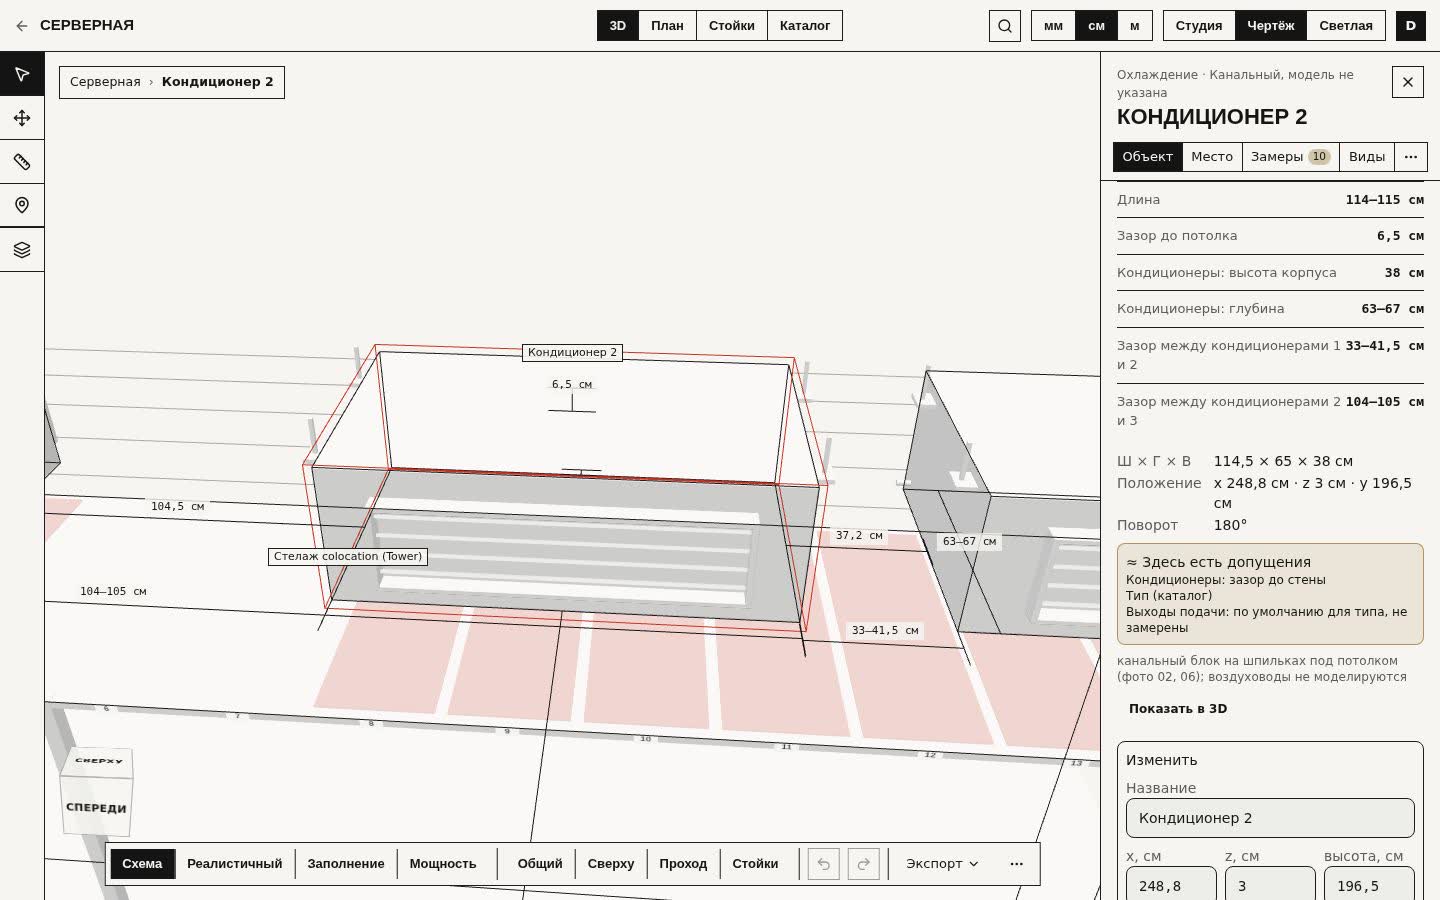 СЕРВЕРНАЯ
3D План Стойки Каталог
мм см м
Студия Чертёж Светлая
D
Серверная › Кондиционер 2
Охлаждение · Канальный, модель не
указана
КОНДИЦИОНЕР 2
Объект Место Замеры 10 Виды ···
Длина 114—115 см
Зазор до потолка 6,5 см
Кондиционеры: высота корпуса 38 см
Кондиционеры: глубина 63—67 см
Зазор между кондиционерами 1 33—41,5 см
и 2
Зазор между кондиционерами 2 104—105 см
и 3
Ш × Г × В 114,5 × 65 × 38 см
Положение x 248,8 см · z 3 см · y 196,5
см
Поворот 180°
≈ Здесь есть допущения
Кондиционеры: зазор до стены
Тип (каталог)
Выходы подачи: по умолчанию для типа, не
замерены
канальный блок на шпильках под потолком
(фото 02, 06); воздуховоды не моделируются
Показать в 3D
Изменить
Название
Кондиционер 2
x, см z, см высота, см
248,8 3 196,5
Кондиционер 2
6,5 см
104,5 см
37,2 см
63—67 см
Стелаж colocation (Tower)
104—105 см
33—41,5 см
6 7 8 9 10 11 12 13
СВЕРХУ
СПЕРЕДИ
Схема Реалистичный Заполнение Мощность Общий Сверху Проход Стойки Экспорт ···